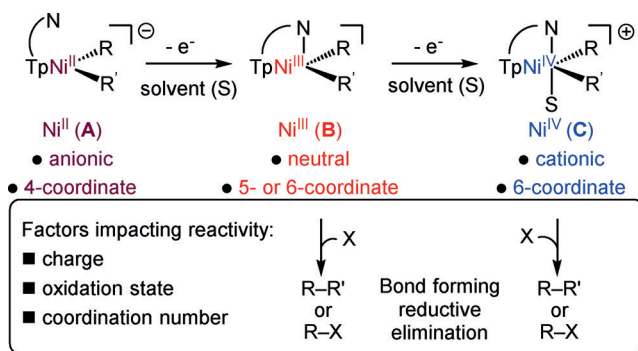 N
TpNiᴵᴵ R R' ⊖
- e⁻
solvent (S)
N
TpNiᴵᴵᴵ R R'
- e⁻
solvent (S)
N
TpNiᴵⱽ R R' S ⊕
Niᴵᴵ (A)
● anionic
● 4-coordinate
Niᴵᴵᴵ (B)
● neutral
● 5- or 6-coordinate
Niᴵⱽ (C)
● cationic
● 6-coordinate
Factors impacting reactivity:
■ charge
■ oxidation state
■ coordination number
X
R–R'
or
R–X
Bond forming
reductive
elimination
X
R–R'
or
R–X